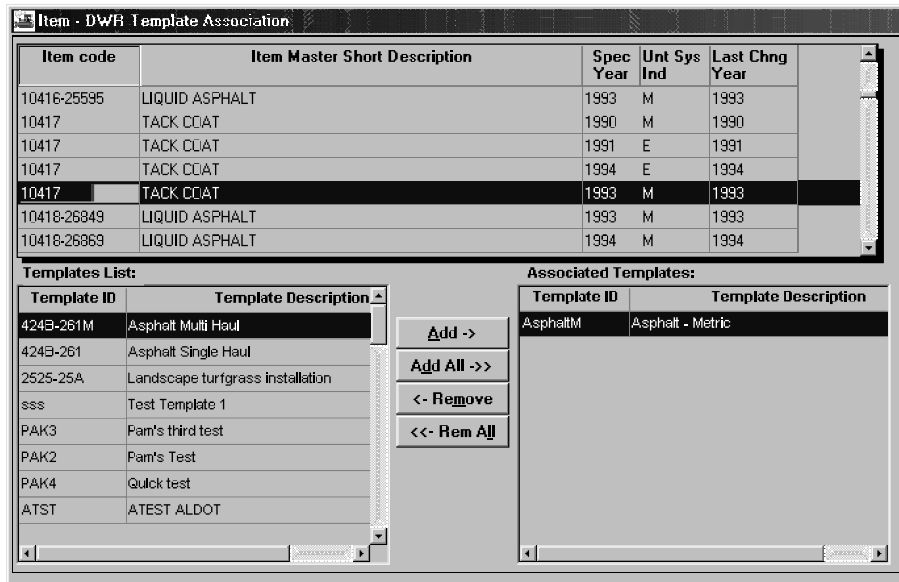 Item - DWR Template Association
Item code Item Master Short Description Spec Year Unt Sys Ind Last Chng Year
10416-25595 LIQUID ASPHALT 1993 M 1993
10417 TACK COAT 1990 M 1990
10417 TACK COAT 1991 E 1991
10417 TACK COAT 1994 E 1994
10417 TACK COAT 1993 M 1993
10418-26849 LIQUID ASPHALT 1993 M 1993
10418-26869 LIQUID ASPHALT 1994 M 1994
Templates List:
Template ID Template Description
424B-261M Asphalt Multi Haul
424B-261 Asphalt Single Haul
2525-25A Landscape turfgrass installation
sss Test Template 1
PAK3 Pam's third test
PAK2 Pam's Test
PAK4 Quick test
ATST ATEST ALDOT
Add ->
Add All ->>
<- Remove
<<- Rem All
Associated Templates:
Template ID Template Description
AsphaltM Asphalt - Metric